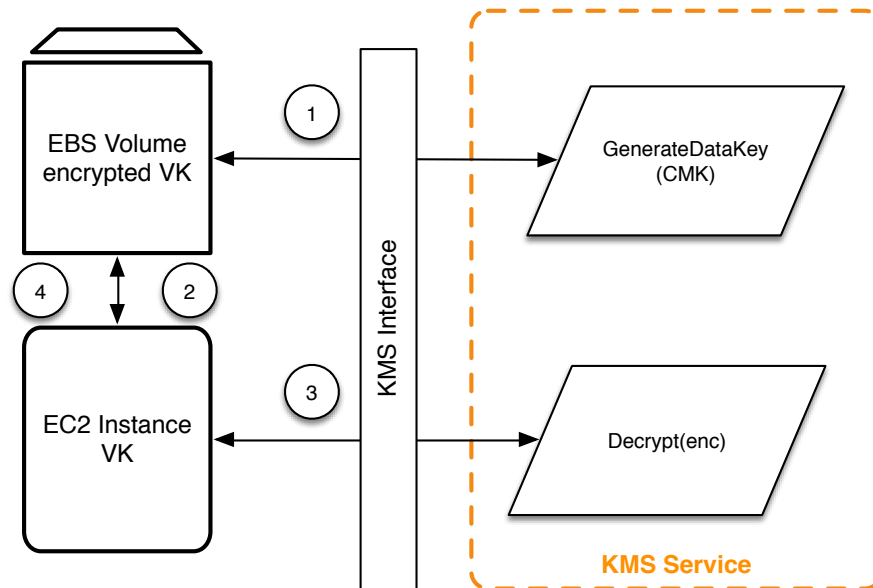 1
EBS Volume
encrypted VK
GenerateDataKey
(CMK)
4
2
KMS Interface
3
EC2 Instance
VK
Decrypt(enc)
KMS Service